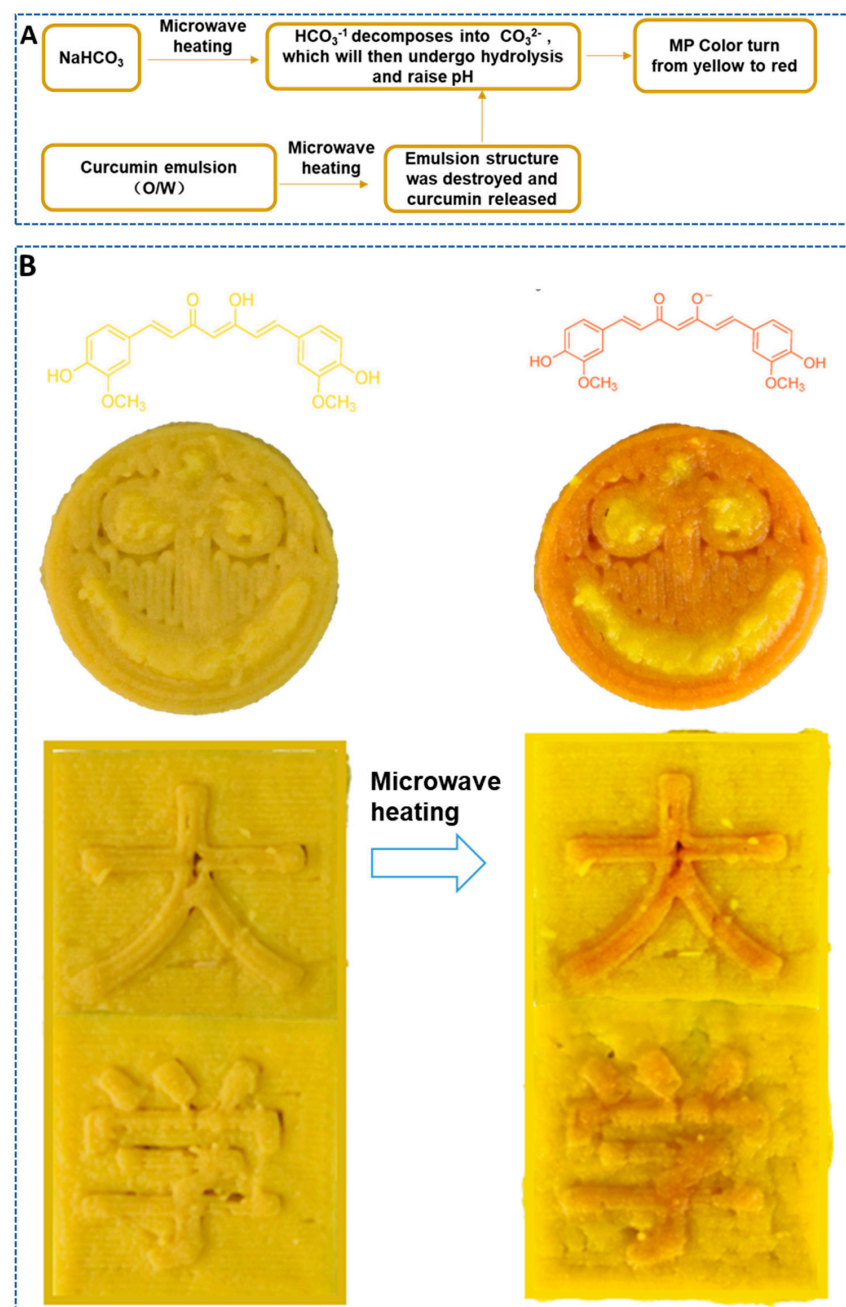 A
NaHCO₃
Microwave
heating
HCO₃⁻¹ decomposes into CO₃²⁻ ,
which will then undergo hydrolysis
and raise pH
MP Color turn
from yellow to red
Curcumin emulsion
（O/W）
Microwave
heating
Emulsion structure
was destroyed and
curcumin released
B
O OH
HO
OCH₃
OCH₃
OH
O O⁻
HO
OCH₃
OCH₃
OH
Microwave
heating
大
学
大
学